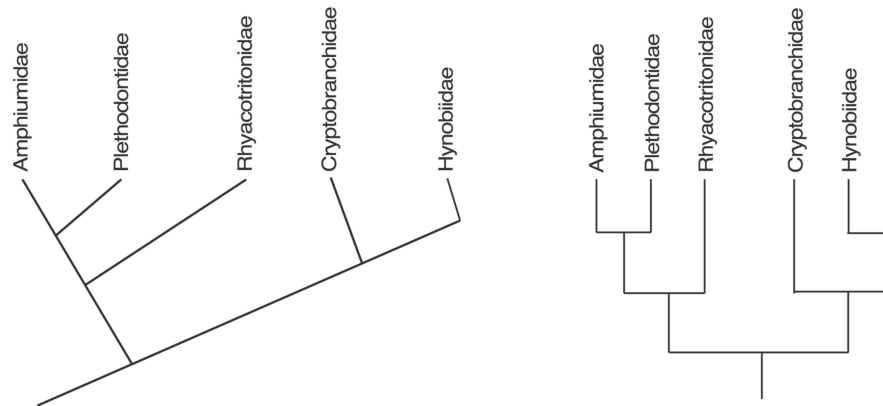 Amphiumidae
Plethodontidae
Rhyacotritonidae
Cryptobranchidae
Hynobiidae
Amphiumidae
Plethodontidae
Rhyacotritonidae
Cryptobranchidae
Hynobiidae